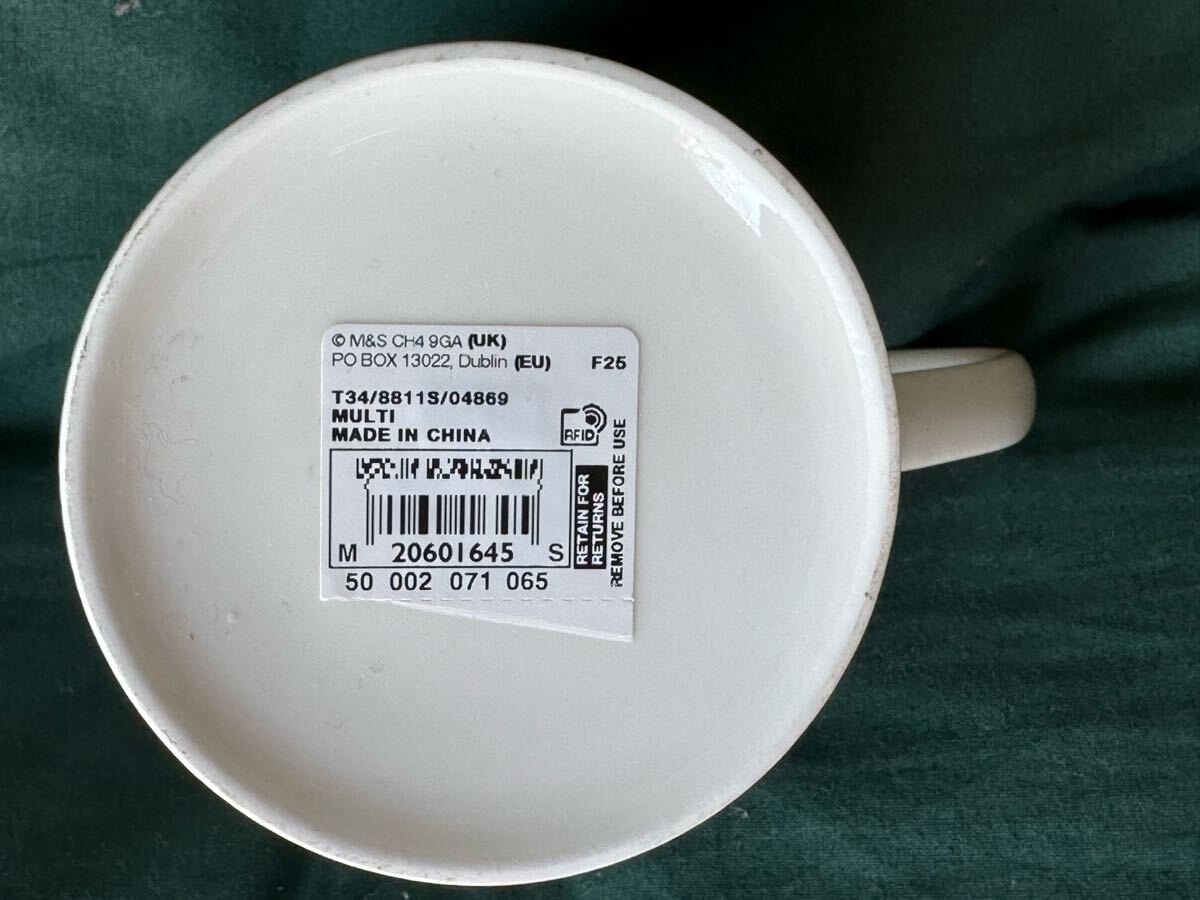 © M&S CH4 9GA (UK)
PO BOX 13022, Dublin (EU) F25
T34/8811S/04869
MULTI
MADE IN CHINA
RFID
M 20601645 S
50 002 071 065
RETAIN FOR
RETURNS
REMOVE BEFORE USE